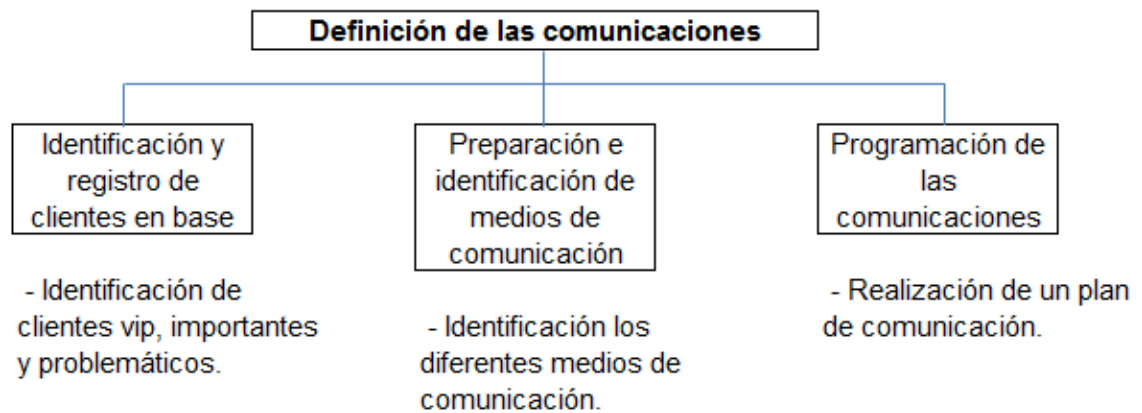 Definición de las comunicaciones
Identificación y
registro de
clientes en base
Preparación e
identificación de
medios de
comunicación
Programación de
las
comunicaciones
- Identificación de
clientes vip, importantes
y problemáticos.
- Identificación los
diferentes medios de
comunicación.
- Realización de un plan
de comunicación.